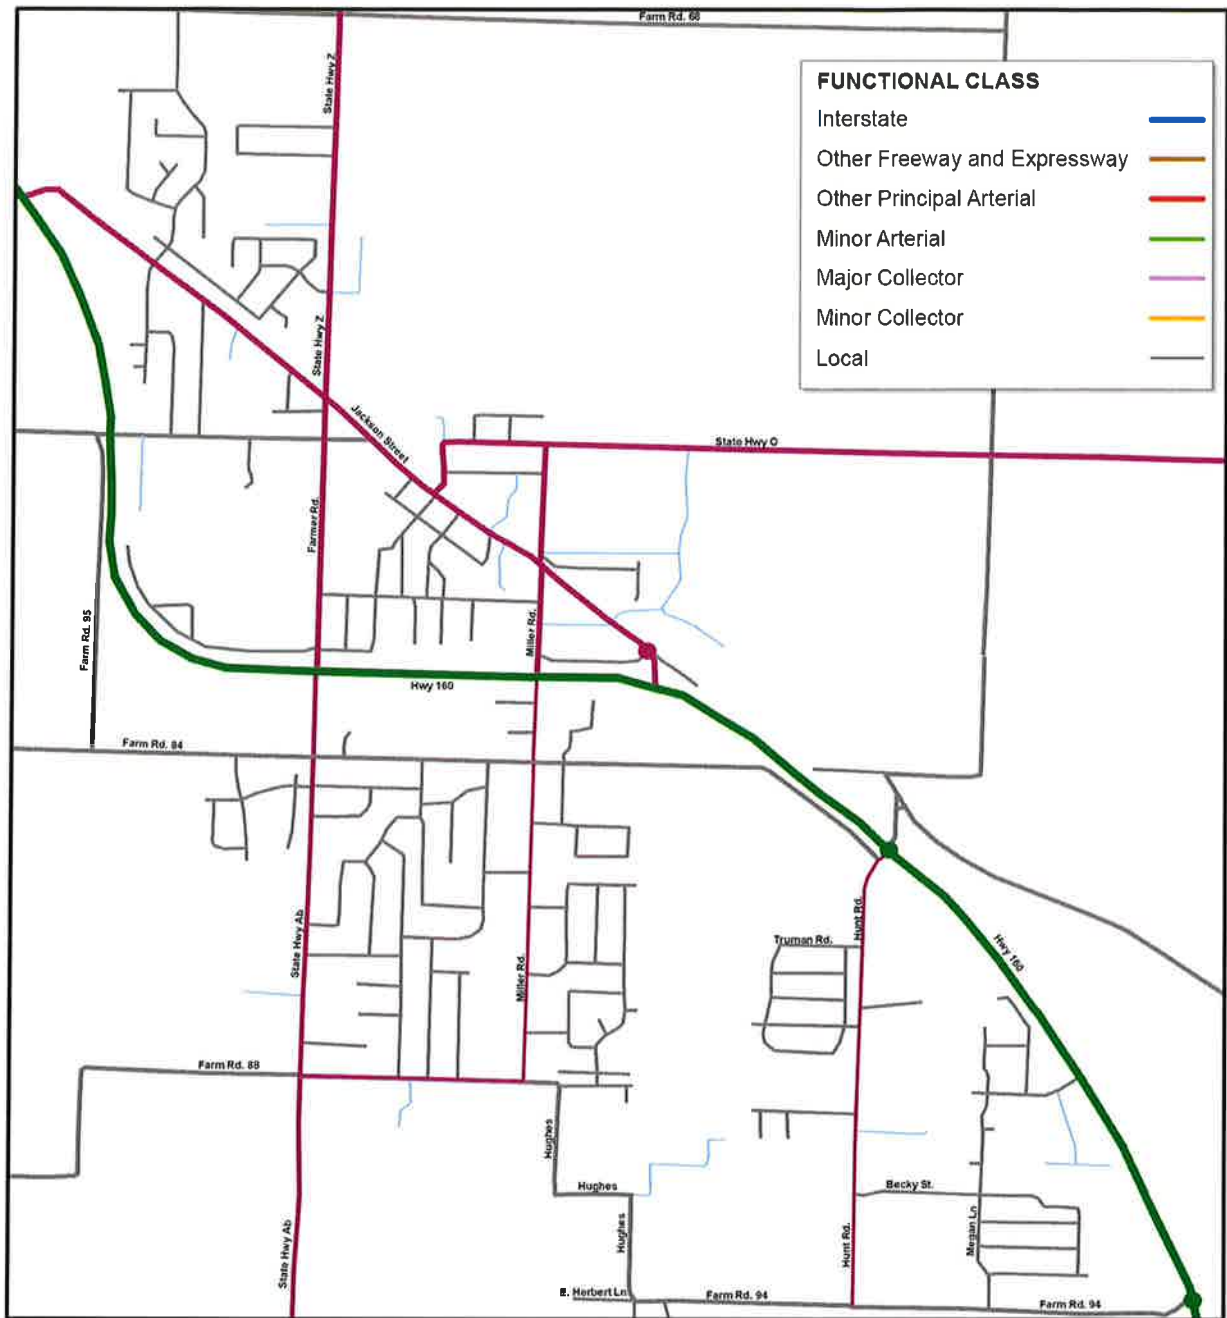 Farm Rd. 68
State Hwy Z
FUNCTIONAL CLASS
Interstate
Other Freeway and Expressway
Other Principal Arterial
Minor Arterial
Major Collector
Minor Collector
Local
State Hwy Z
Jackson Street
State Hwy O
Farmer Rd.
Farm Rd. 95
Miller Rd.
Hwy 160
Farm Rd. 84
State Hwy Ab
Miller Rd.
Hunt Rd.
Truman Rd.
Hwy 160
Farm Rd. 88
Hughes
Hughes
Hughes
Becky St.
Megan Ln
Hunt Rd.
State Hwy Ab
E. Herbert Ln
Farm Rd. 94
Farm Rd. 94